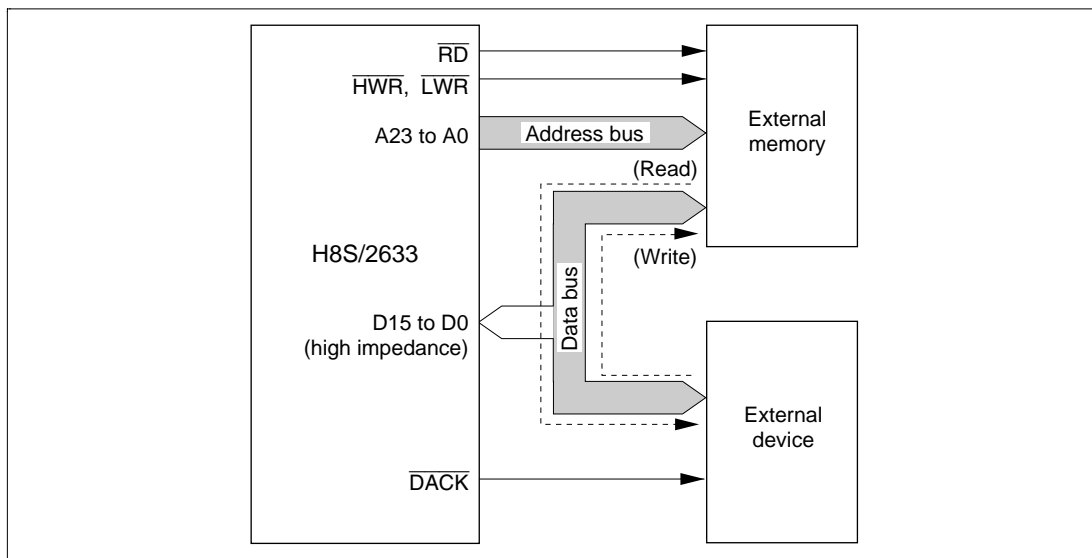 RD
HWR, LWR
A23 to A0
Address bus
External
memory
(Read)
(Write)
H8S/2633
Data bus
D15 to D0
(high impedance)
External
device
DACK